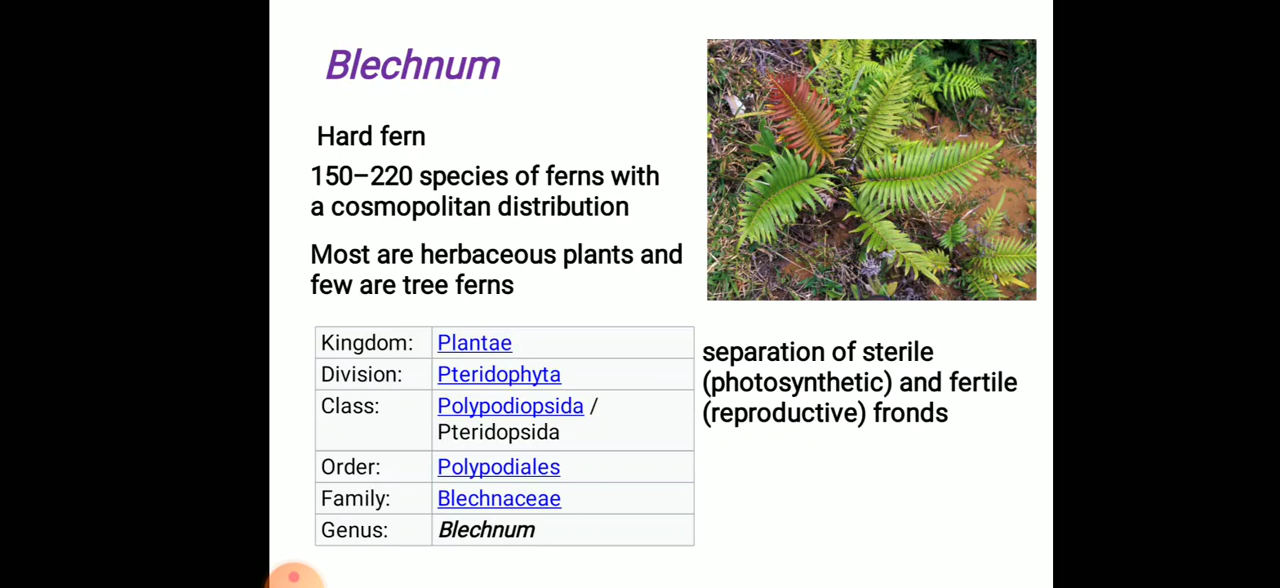 Blechnum
Hard fern
150–220 species of ferns with
a cosmopolitan distribution
Most are herbaceous plants and
few are tree ferns
Kingdom: Plantae
Division: Pteridophyta
Class: Polypodiopsida /
Pteridopsida
Order: Polypodiales
Family: Blechnaceae
Genus: Blechnum
separation of sterile
(photosynthetic) and fertile
(reproductive) fronds